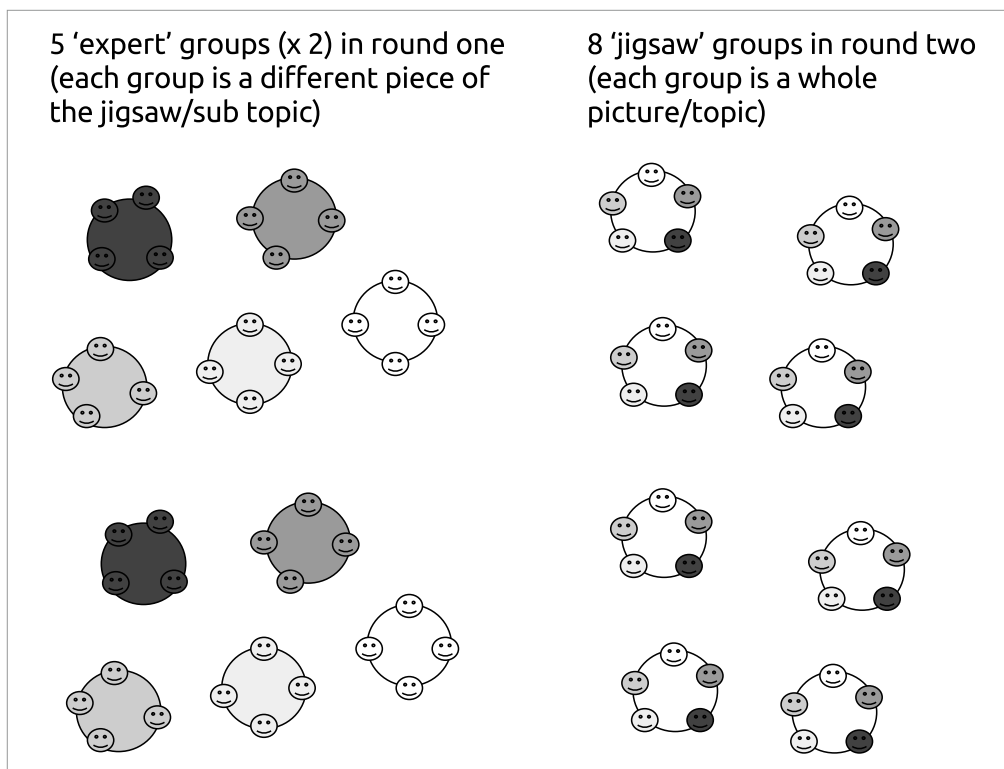 5 ‘expert’ groups (x 2) in round one
(each group is a different piece of
the jigsaw/sub topic)
8 ‘jigsaw’ groups in round two
(each group is a whole
picture/topic)